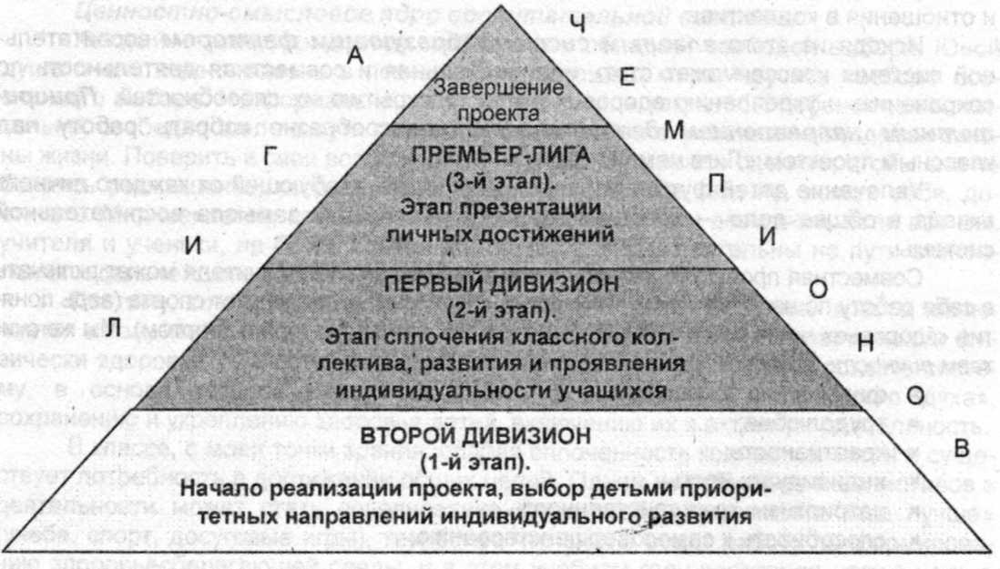 Л И Г А
Ч Е М П И О Н О В
Завершение
проекта
ПРЕМЬЕР-ЛИГА
(3-й этап).
Этап презентации
личных достижений
ПЕРВЫЙ ДИВИЗИОН
(2-й этап).
Этап сплочения классного кол-
лектива, развития и проявления
индивидуальности учащихся
ВТОРОЙ ДИВИЗИОН
(1-й этап).
Начало реализации проекта, выбор детьми приори-
тетных направлений индивидуального развития